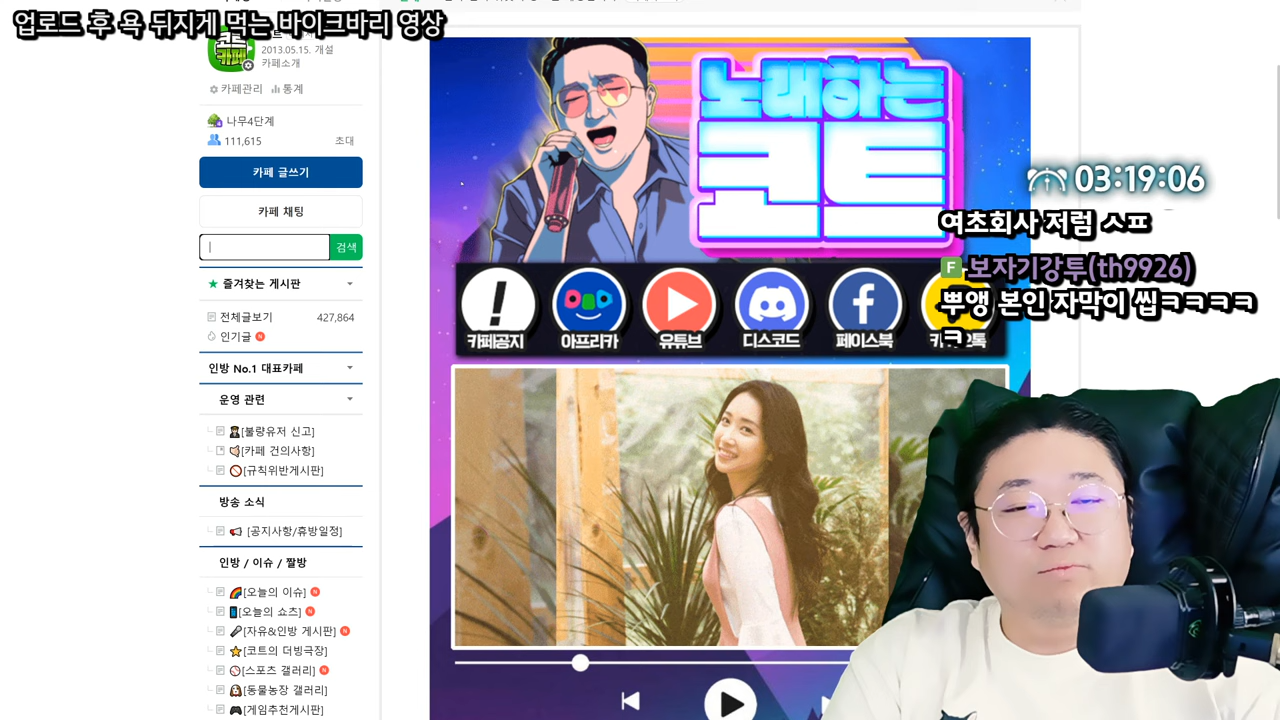 업로드 후 욕 뒤지게 먹는 바이크바리 영상
코트
카페
2013.05.15. 개설
카페소개
카페관리
통계
나무4단계
111,615
초대
카페 글쓰기
카페 채팅
검색
즐겨찾는 게시판
전체글보기
427,864
인기글 N
인방 No.1 대표카페
운영 관련
[불량유저 신고]
[카페 건의사항]
[규칙위반게시판]
방송 소식
[공지사항/휴방일정]
인방 / 이슈 / 짤방
[오늘의 이슈] N
[오늘의 쇼츠] N
[자유&인방 게시판] N
[코트의 더빙극장]
[스포츠 갤러리] N
[동물농장 갤러리]
[게임추천게시판]
노래하는
코트
카페공지
아프리카
유튜브
디스코드
페이스북
03:19:06
여초회사 저럼 ㅅㅍ
F 보자기강투(th9926)
뿌앵 본인 자막이 씹ㅋㅋㅋㅋ
ㅋ